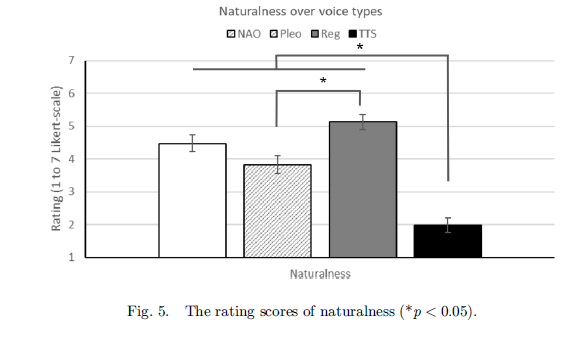 Naturalness over voice types
NAO Pleo Reg TTS
*
*
7
6
5
4
3
2
1
Rating (1 to 7 Likert-scale)
Naturalness
Fig. 5. The rating scores of naturalness (*p < 0.05).